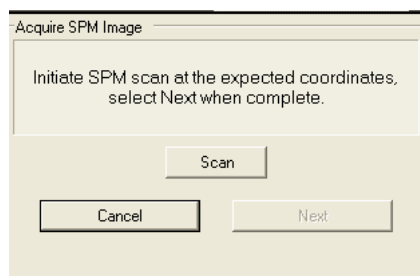 Acquire SPM Image
Initiate SPM scan at the expected coordinates,
select Next when complete.
Scan
Cancel
Next